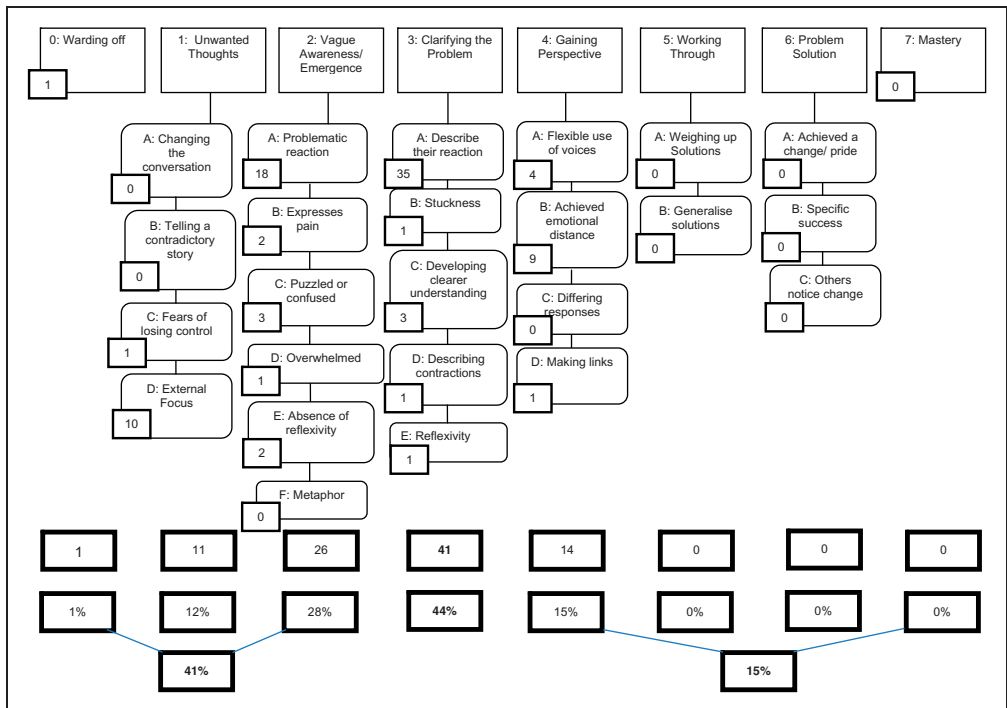 0: Warding off
1
1: Unwanted
Thoughts
2: Vague
Awareness/
Emergence
3: Clarifying the
Problem
4: Gaining
Perspective
5: Working
Through
6: Problem
Solution
7: Mastery
0
A: Changing
the
conversation
0
B: Telling a
contradictory
story
0
C: Fears of
losing control
1
D: External
Focus
10
A: Problematic
reaction
18
B: Expresses
pain
2
C: Puzzled or
confused
3
D: Overwhelmed
1
E: Absence of
reflexivity
2
F: Metaphor
0
A: Describe
their reaction
35
B: Stuckness
1
C: Developing
clearer
understanding
3
D: Describing
contractions
1
E: Reflexivity
1
A: Flexible use
of voices
4
B: Achieved
emotional
distance
9
C: Differing
responses
0
D: Making links
1
A: Weighing up
Solutions
0
B: Generalise
solutions
0
A: Achieved a
change/ pride
0
B: Specific
success
0
C: Others
notice change
0
1 11 26 41 14 0 0 0
1% 12% 28% 44% 15% 0% 0% 0%
41% 15%